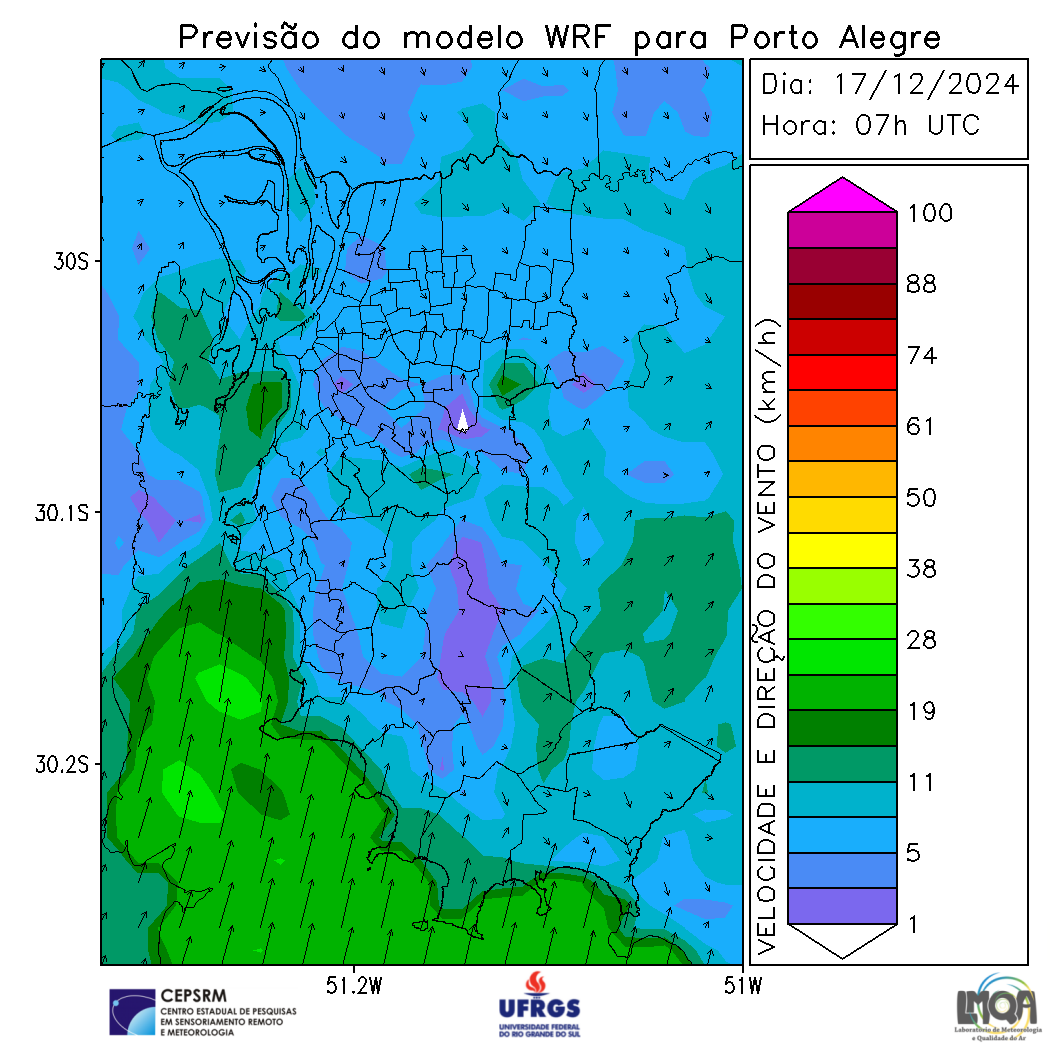 Previsão do modelo WRF para Porto Alegre
Dia: 17/12/2024
Hora: 07h UTC
30S
30.1S
30.2S
51.2W
51W
VELOCIDADE E DIREÇÃO DO VENTO (km/h)
100
88
74
61
50
38
28
19
11
5
1
CEPSRM
CENTRO ESTADUAL DE PESQUISAS
EM SENSORIAMENTO REMOTO
E METEOROLOGIA
UFRGS
UNIVERSIDADE FEDERAL
DO RIO GRANDE DO SUL
LMQA
Laboratório de Meteorologia
e Qualidade do Ar